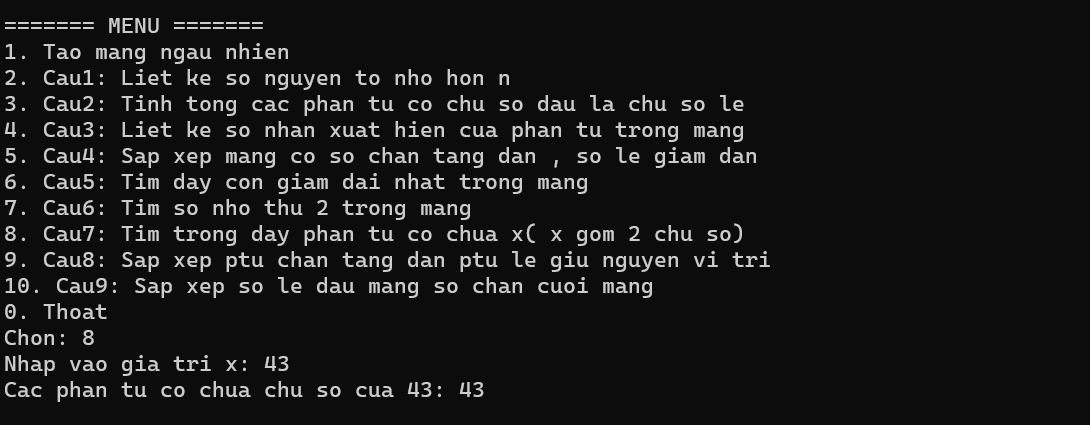 ======= MENU =======
1. Tao mang ngau nhien
2. Cau1: Liet ke so nguyen to nho hon n
3. Cau2: Tinh tong cac phan tu co chu so dau la chu so le
4. Cau3: Liet ke so nhan xuat hien cua phan tu trong mang
5. Cau4: Sap xep mang co so chan tang dan , so le giam dan
6. Cau5: Tim day con giam dai nhat trong mang
7. Cau6: Tim so nho thu 2 trong mang
8. Cau7: Tim trong day phan tu co chua x( x gom 2 chu so)
9. Cau8: Sap xep ptu chan tang dan ptu le giu nguyen vi tri
10. Cau9: Sap xep so le dau mang so chan cuoi mang
0. Thoat
Chon: 8
Nhap vao gia tri x: 43
Cac phan tu co chua chu so cua 43: 43